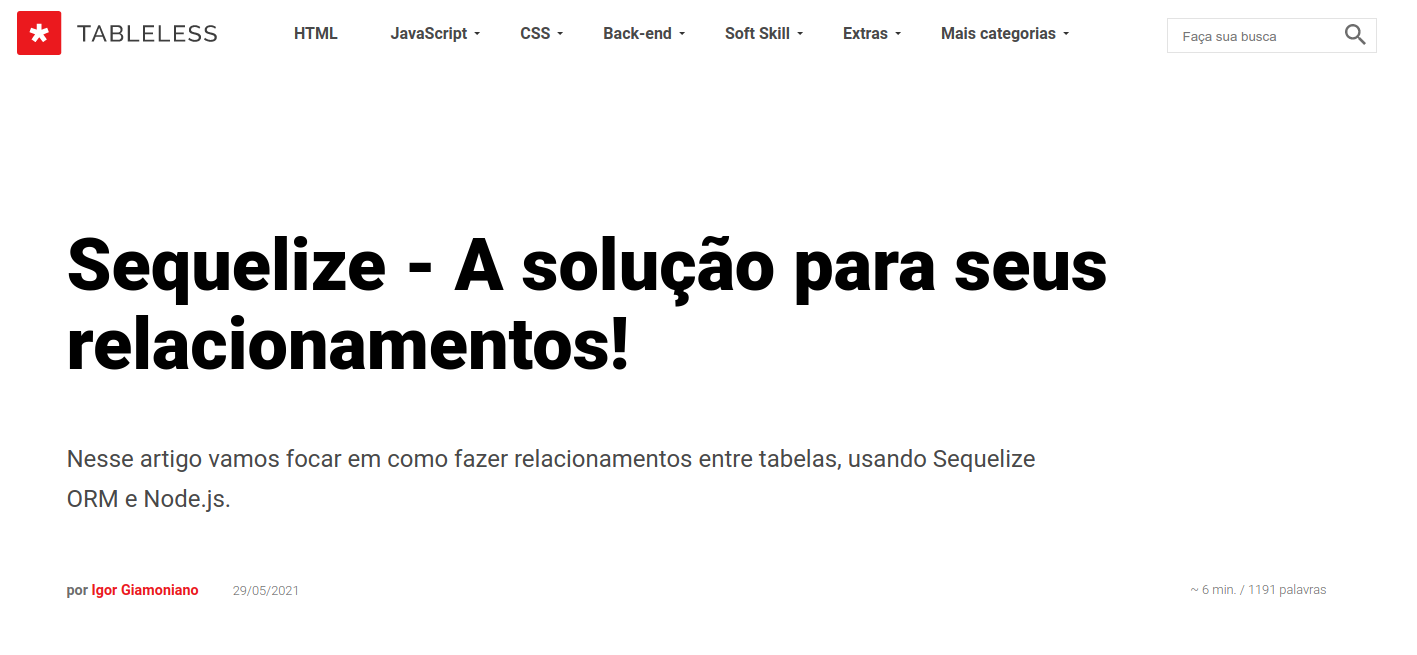 TABLELESS
HTML JavaScript CSS Back-end Soft Skill Extras Mais categorias
Faça sua busca
Sequelize - A solução para seus
relacionamentos!
Nesse artigo vamos focar em como fazer relacionamentos entre tabelas, usando Sequelize
ORM e Node.js.
por Igor Giamoniano 29/05/2021 ~ 6 min. / 1191 palavras